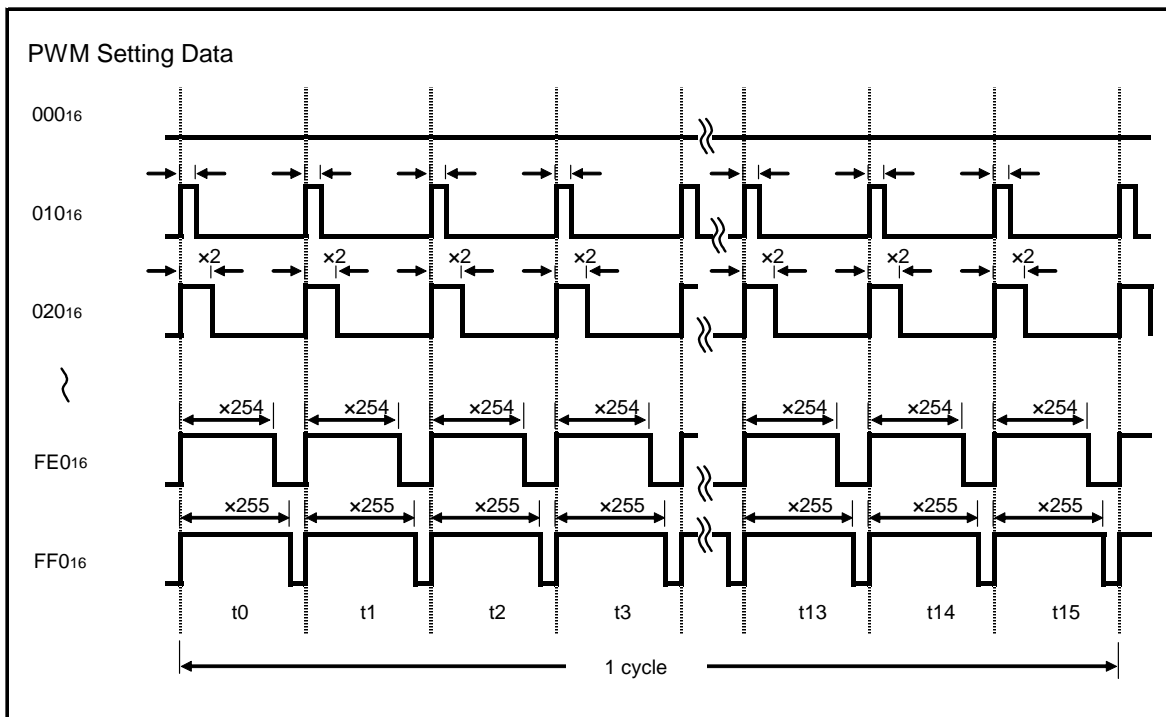 PWM Setting Data
00016
01016
×2 ×2 ×2 ×2 ×2 ×2 ×2
02016
×254 ×254 ×254 ×254 ×254 ×254 ×254
FE016
×255 ×255 ×255 ×255 ×255 ×255 ×255
FF016
t0 t1 t2 t3 t13 t14 t15
1 cycle